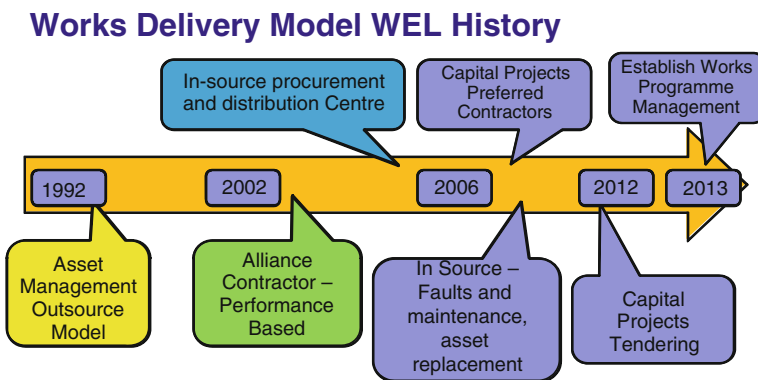 Works Delivery Model WEL History
In-source procurement
and distribution Centre
Capital Projects
Preferred
Contractors
Establish Works
Programme
Management
1992
2002
2006
2012
2013
Asset
Management
Outsource
Model
Alliance
Contractor –
Performance
Based
In Source –
Faults and
maintenance,
asset
replacement
Capital
Projects
Tendering